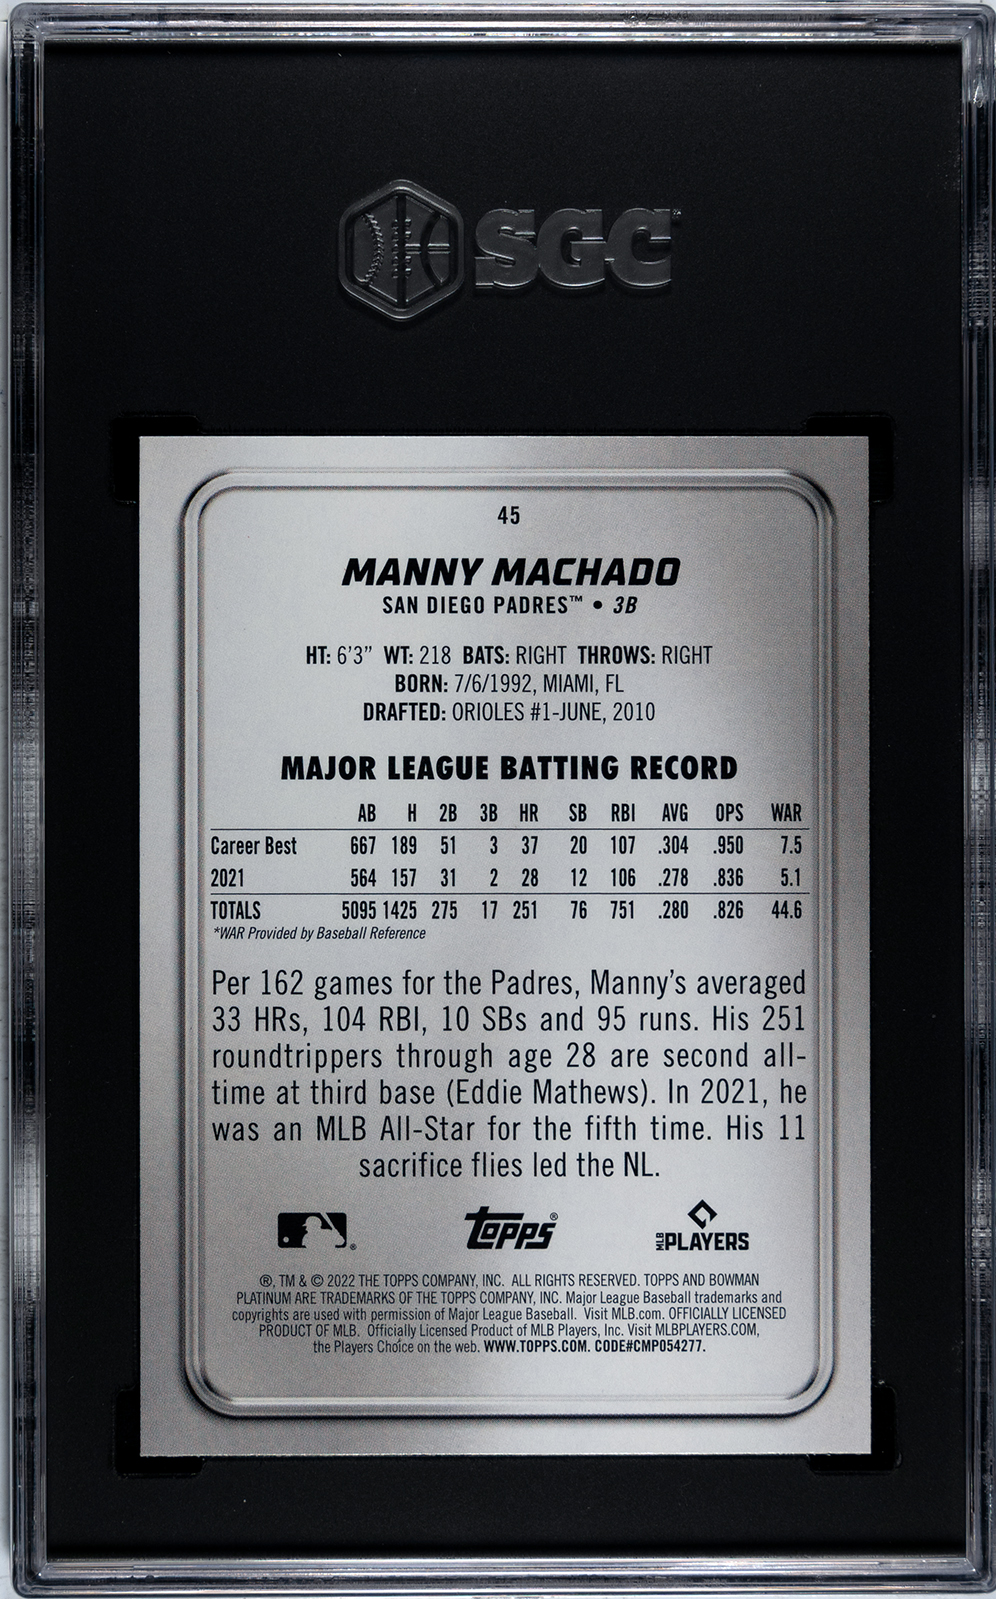 SGC
45
MANNY MACHADO
SAN DIEGO PADRES™ • 3B
HT: 6'3" WT: 218 BATS: RIGHT THROWS: RIGHT
BORN: 7/6/1992, MIAMI, FL
DRAFTED: ORIOLES #1-JUNE, 2010
MAJOR LEAGUE BATTING RECORD
AB H 2B 3B HR SB RBI AVG OPS WAR
Career Best 667 189 51 3 37 20 107 .304 .950 7.5
2021 564 157 31 2 28 12 106 .278 .836 5.1
TOTALS 5095 1425 275 17 251 76 751 .280 .826 44.6
*WAR Provided by Baseball Reference
Per 162 games for the Padres, Manny's averaged
33 HRs, 104 RBI, 10 SBs and 95 runs. His 251
roundtrippers through age 28 are second all-
time at third base (Eddie Mathews). In 2021, he
was an MLB All-Star for the fifth time. His 11
sacrifice flies led the NL.
® Topps® MLB PLAYERS
®, TM & © 2022 THE TOPPS COMPANY, INC. ALL RIGHTS RESERVED. TOPPS AND BOWMAN
PLATINUM ARE TRADEMARKS OF THE TOPPS COMPANY, INC. Major League Baseball trademarks and
copyrights are used with permission of Major League Baseball. Visit MLB.com. OFFICIALLY LICENSED
PRODUCT OF MLB. Officially Licensed Product of MLB Players, Inc. Visit MLBPLAYERS.COM,
the Players Choice on the web. WWW.TOPPS.COM. CODE#CMP054277.